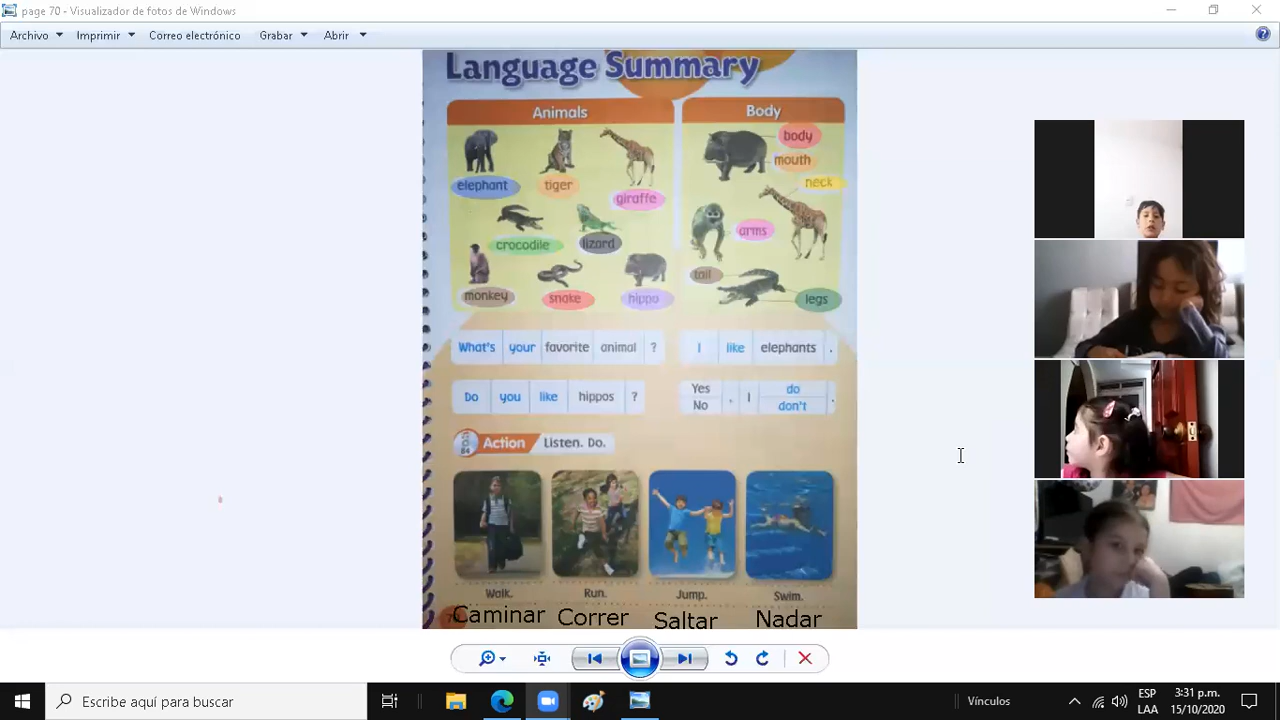 page 70 - Visualizador de fotos de Windows
Archivo Imprimir Correo electrónico Grabar Abrir
Language Summary
Animals
elephant tiger giraffe
crocodile lizard
monkey snake hippo
Body
body
mouth
neck
arms
tail
legs
What's your favorite animal ?
I like elephants .
Do you like hippos ?
Yes No , I do don't .
Action Listen. Do.
Walk. Run. Jump. Swim.
Caminar Correr Saltar Nadar
Escribe aquí para buscar
Vínculos
ESP
LAA
3:31 p.m.
15/10/2020